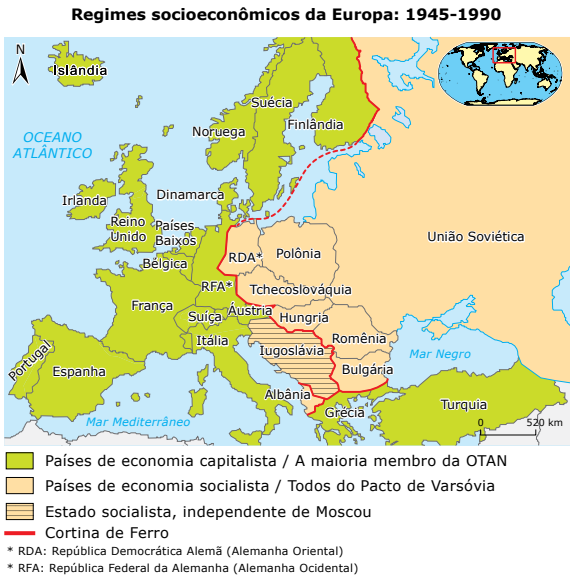 Regimes socioeconômicos da Europa: 1945-1990
N
Islândia
OCEANO
ATLÂNTICO
Suécia
Noruega
Finlândia
Irlanda
Dinamarca
Reino
Unido
Países
Baixos
Bélgica
União Soviética
RDA*
Polônia
RFA*
Tchecoslováquia
França
Suíça
Áustria
Hungria
Itália
Iugoslávia
Romênia
Mar Negro
Bulgária
Portugal
Espanha
Albânia
Grécia
Turquia
Mar Mediterrâneo
0 520 km
Países de economia capitalista / A maioria membro da OTAN
Países de economia socialista / Todos do Pacto de Varsóvia
Estado socialista, independente de Moscou
Cortina de Ferro
* RDA: República Democrática Alemã (Alemanha Oriental)
* RFA: República Federal da Alemanha (Alemanha Ocidental)